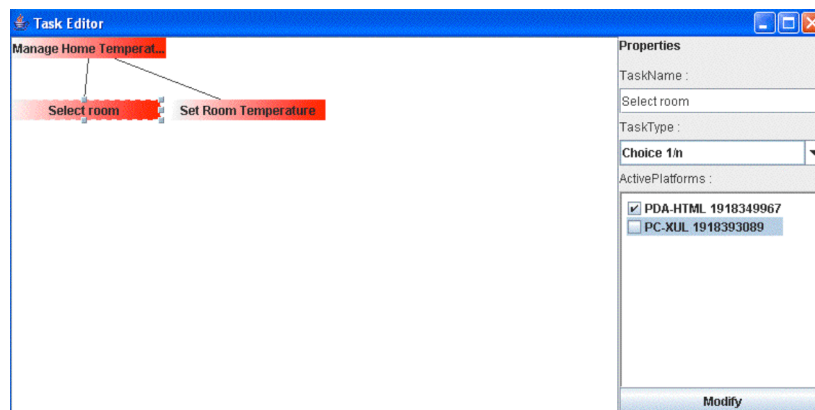 Task Editor
Manage Home Temperat...
Select room
Set Room Temperature
Properties
TaskName :
Select room
TaskType :
Choice 1/n
ActivePlatforms :
PDA-HTML 1918349967
PC-XUL 1918393089
Modify